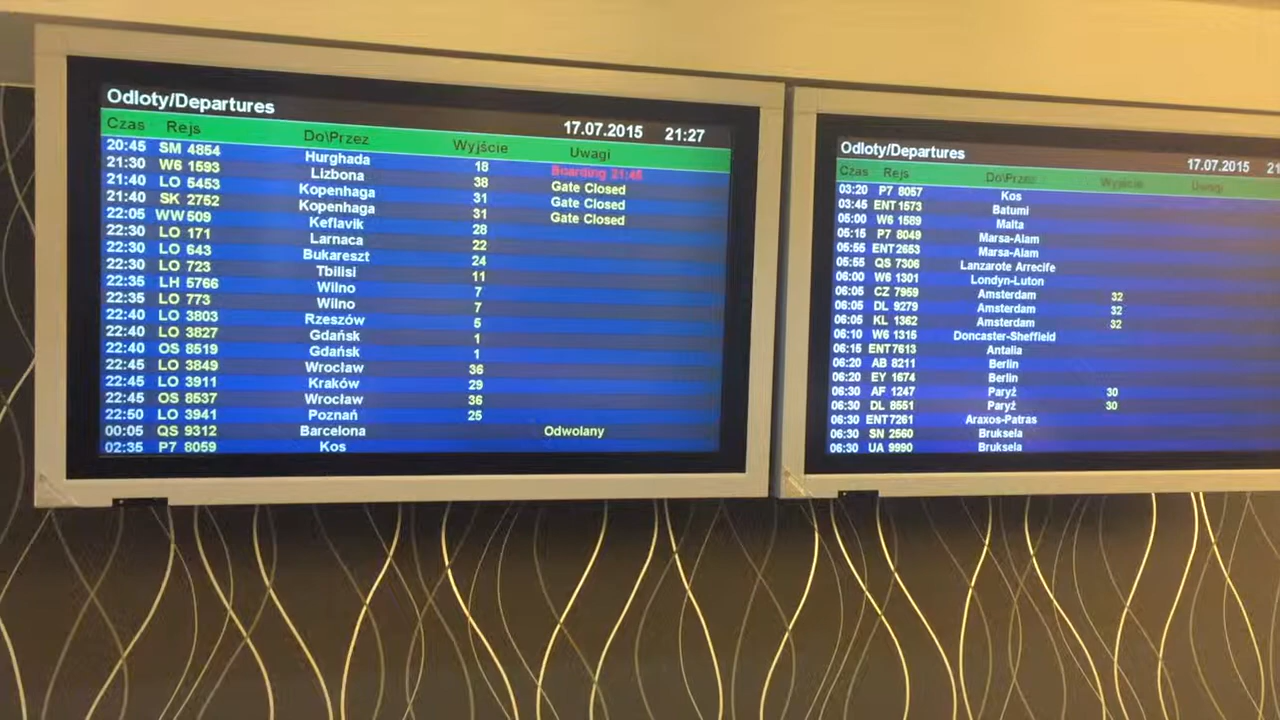 Odloty/Departures
17.07.2015 21:27
Czas Rejs Do\Przez Wyjście Uwagi
20:45 SM 4854 Hurghada 18 Boarding 21:45
21:30 W6 1593 Lizbona 38 Gate Closed
21:40 LO 5453 Kopenhaga 31 Gate Closed
21:40 SK 2752 Kopenhaga 31 Gate Closed
22:05 WW 509 Keflavik 28
22:30 LO 171 Larnaca 22
22:30 LO 643 Bukareszt 24
22:30 LO 723 Tbilisi 11
22:35 LH 5766 Wilno 7
22:35 LO 773 Wilno 7
22:40 LO 3803 Rzeszów 5
22:40 LO 3827 Gdańsk 1
22:40 OS 8519 Gdańsk 1
22:45 LO 3849 Wrocław 36
22:45 LO 3911 Kraków 29
22:45 OS 8537 Wrocław 36
22:50 LO 3941 Poznań 25
00:05 QS 9312 Barcelona Odwolany
02:35 P7 8059 Kos
Odloty/Departures
17.07.2015 21
Czas Rejs Do\Przez Wyjście Uwagi
03:20 P7 8057 Kos
03:45 ENT 1573 Batumi
05:00 W6 1589 Malta
05:15 P7 8049 Marsa-Alam
05:55 ENT 2653 Marsa-Alam
05:55 QS 7306 Lanzarote Arrecife
06:00 W6 1301 Londyn-Luton
06:05 CZ 7959 Amsterdam 32
06:05 DL 9279 Amsterdam 32
06:05 KL 1362 Amsterdam 32
06:10 W6 1315 Doncaster-Sheffield
06:15 ENT 7613 Antalia
06:20 AB 8211 Berlin
06:20 EY 1674 Berlin
06:30 AF 1247 Paryż 30
06:30 DL 8551 Paryż 30
06:30 ENT 7261 Araxos-Patras
06:30 SN 2560 Bruksela
06:30 UA 9990 Bruksela